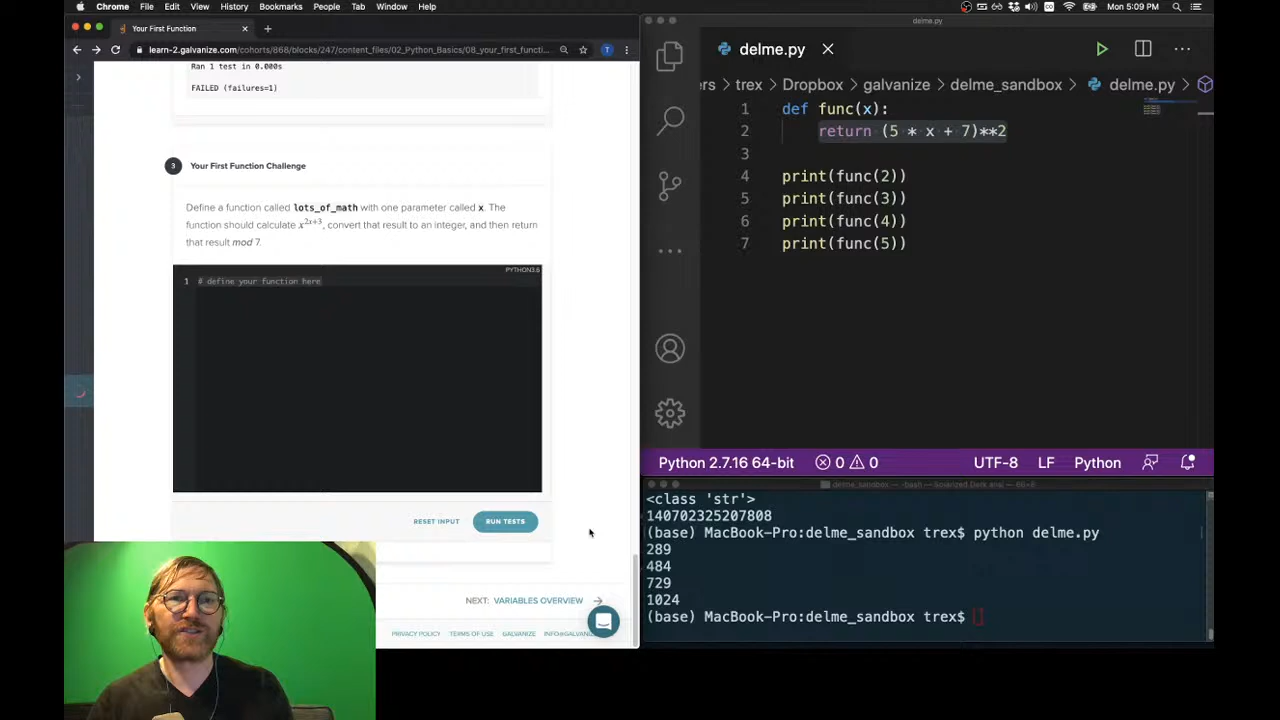 Chrome File Edit View History Bookmarks People Tab Window Help
Mon 5:09 PM
Your First Function
learn-2.galvanize.com/cohorts/868/blocks/247/content_files/02_Python_Basics/08_your_first_functi...
T
Ran 1 test in 0.000s
FAILED (failures=1)
3 Your First Function Challenge
Define a function called lots_of_math with one parameter called x. The
function should calculate x^{2x+3}, convert that result to an integer, and then return
that result mod 7.
PYTHON3.6
1 # define your function here
RESET INPUT RUN TESTS
NEXT: VARIABLES OVERVIEW
PRIVACY POLICY TERMS OF USE GALVANIZE
delme.py
delme.py
ers trex Dropbox galvanize delme_sandbox delme.py
1 def func(x):
2 return (5 * x + 7)**2
3
4 print(func(2))
5 print(func(3))
6 print(func(4))
7 print(func(5))
Python 2.7.16 64-bit 0 0 UTF-8 LF Python
<class 'str'>
140702325207808
(base) MacBook-Pro:delme_sandbox trex$ python delme.py
289
484
729
1024
(base) MacBook-Pro:delme_sandbox trex$